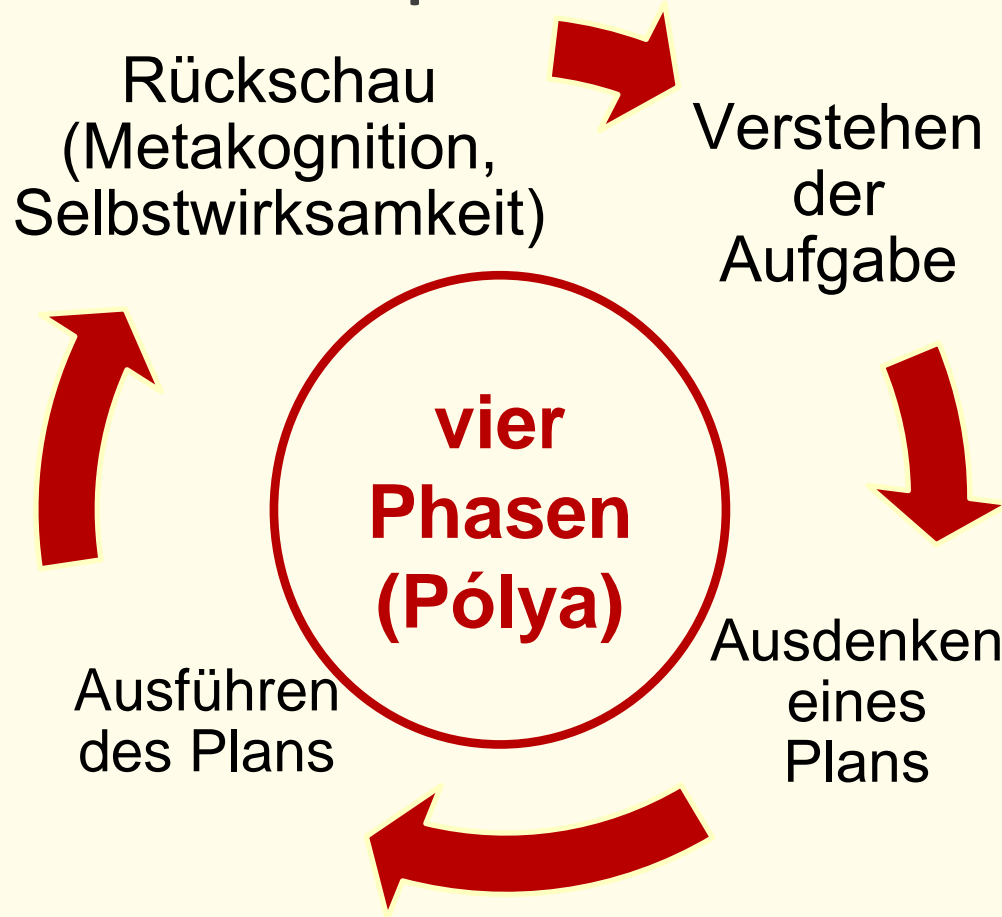 Rückschau
(Metakognition,
Selbstwirksamkeit)
Verstehen
der
Aufgabe
vier
Phasen
(Pólya)
Ausdenken
eines
Plans
Ausführen
des Plans